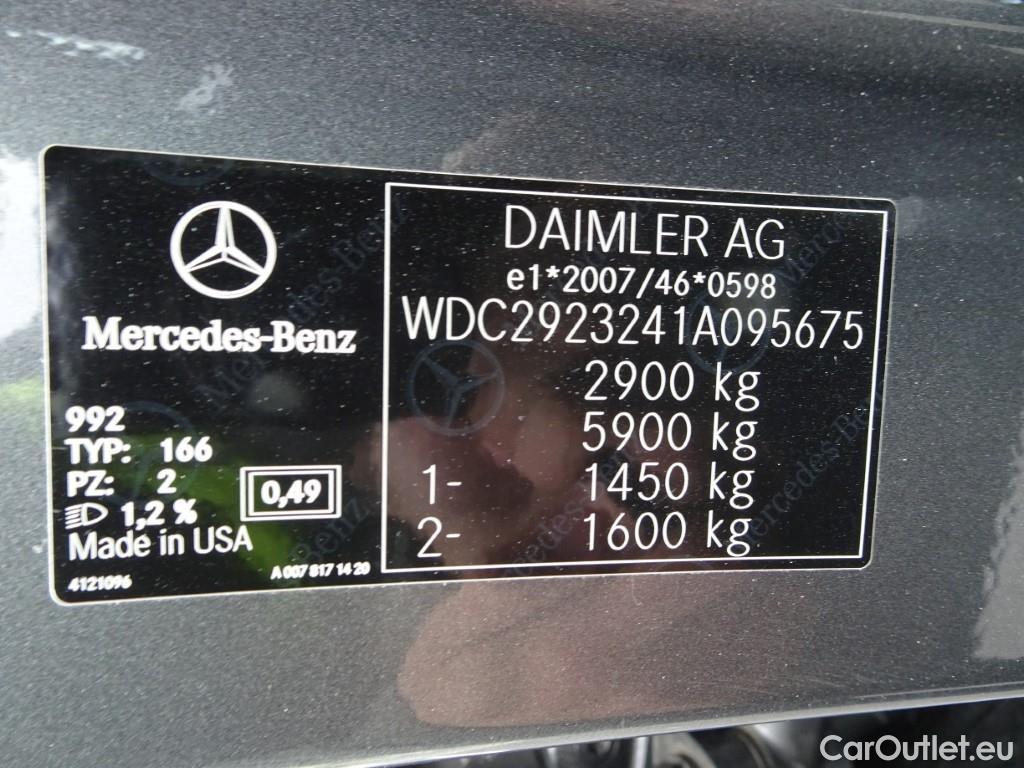 Mercedes-Benz
992
TYP: 166
PZ: 2
1,2 %
0,49
Made in USA
4121096
A 007 817 14 20
DAIMLER AG
e1*2007/46*0598
WDC2923241A095675
2900 kg
5900 kg
1- 1450 kg
2- 1600 kg
CarOutlet.eu